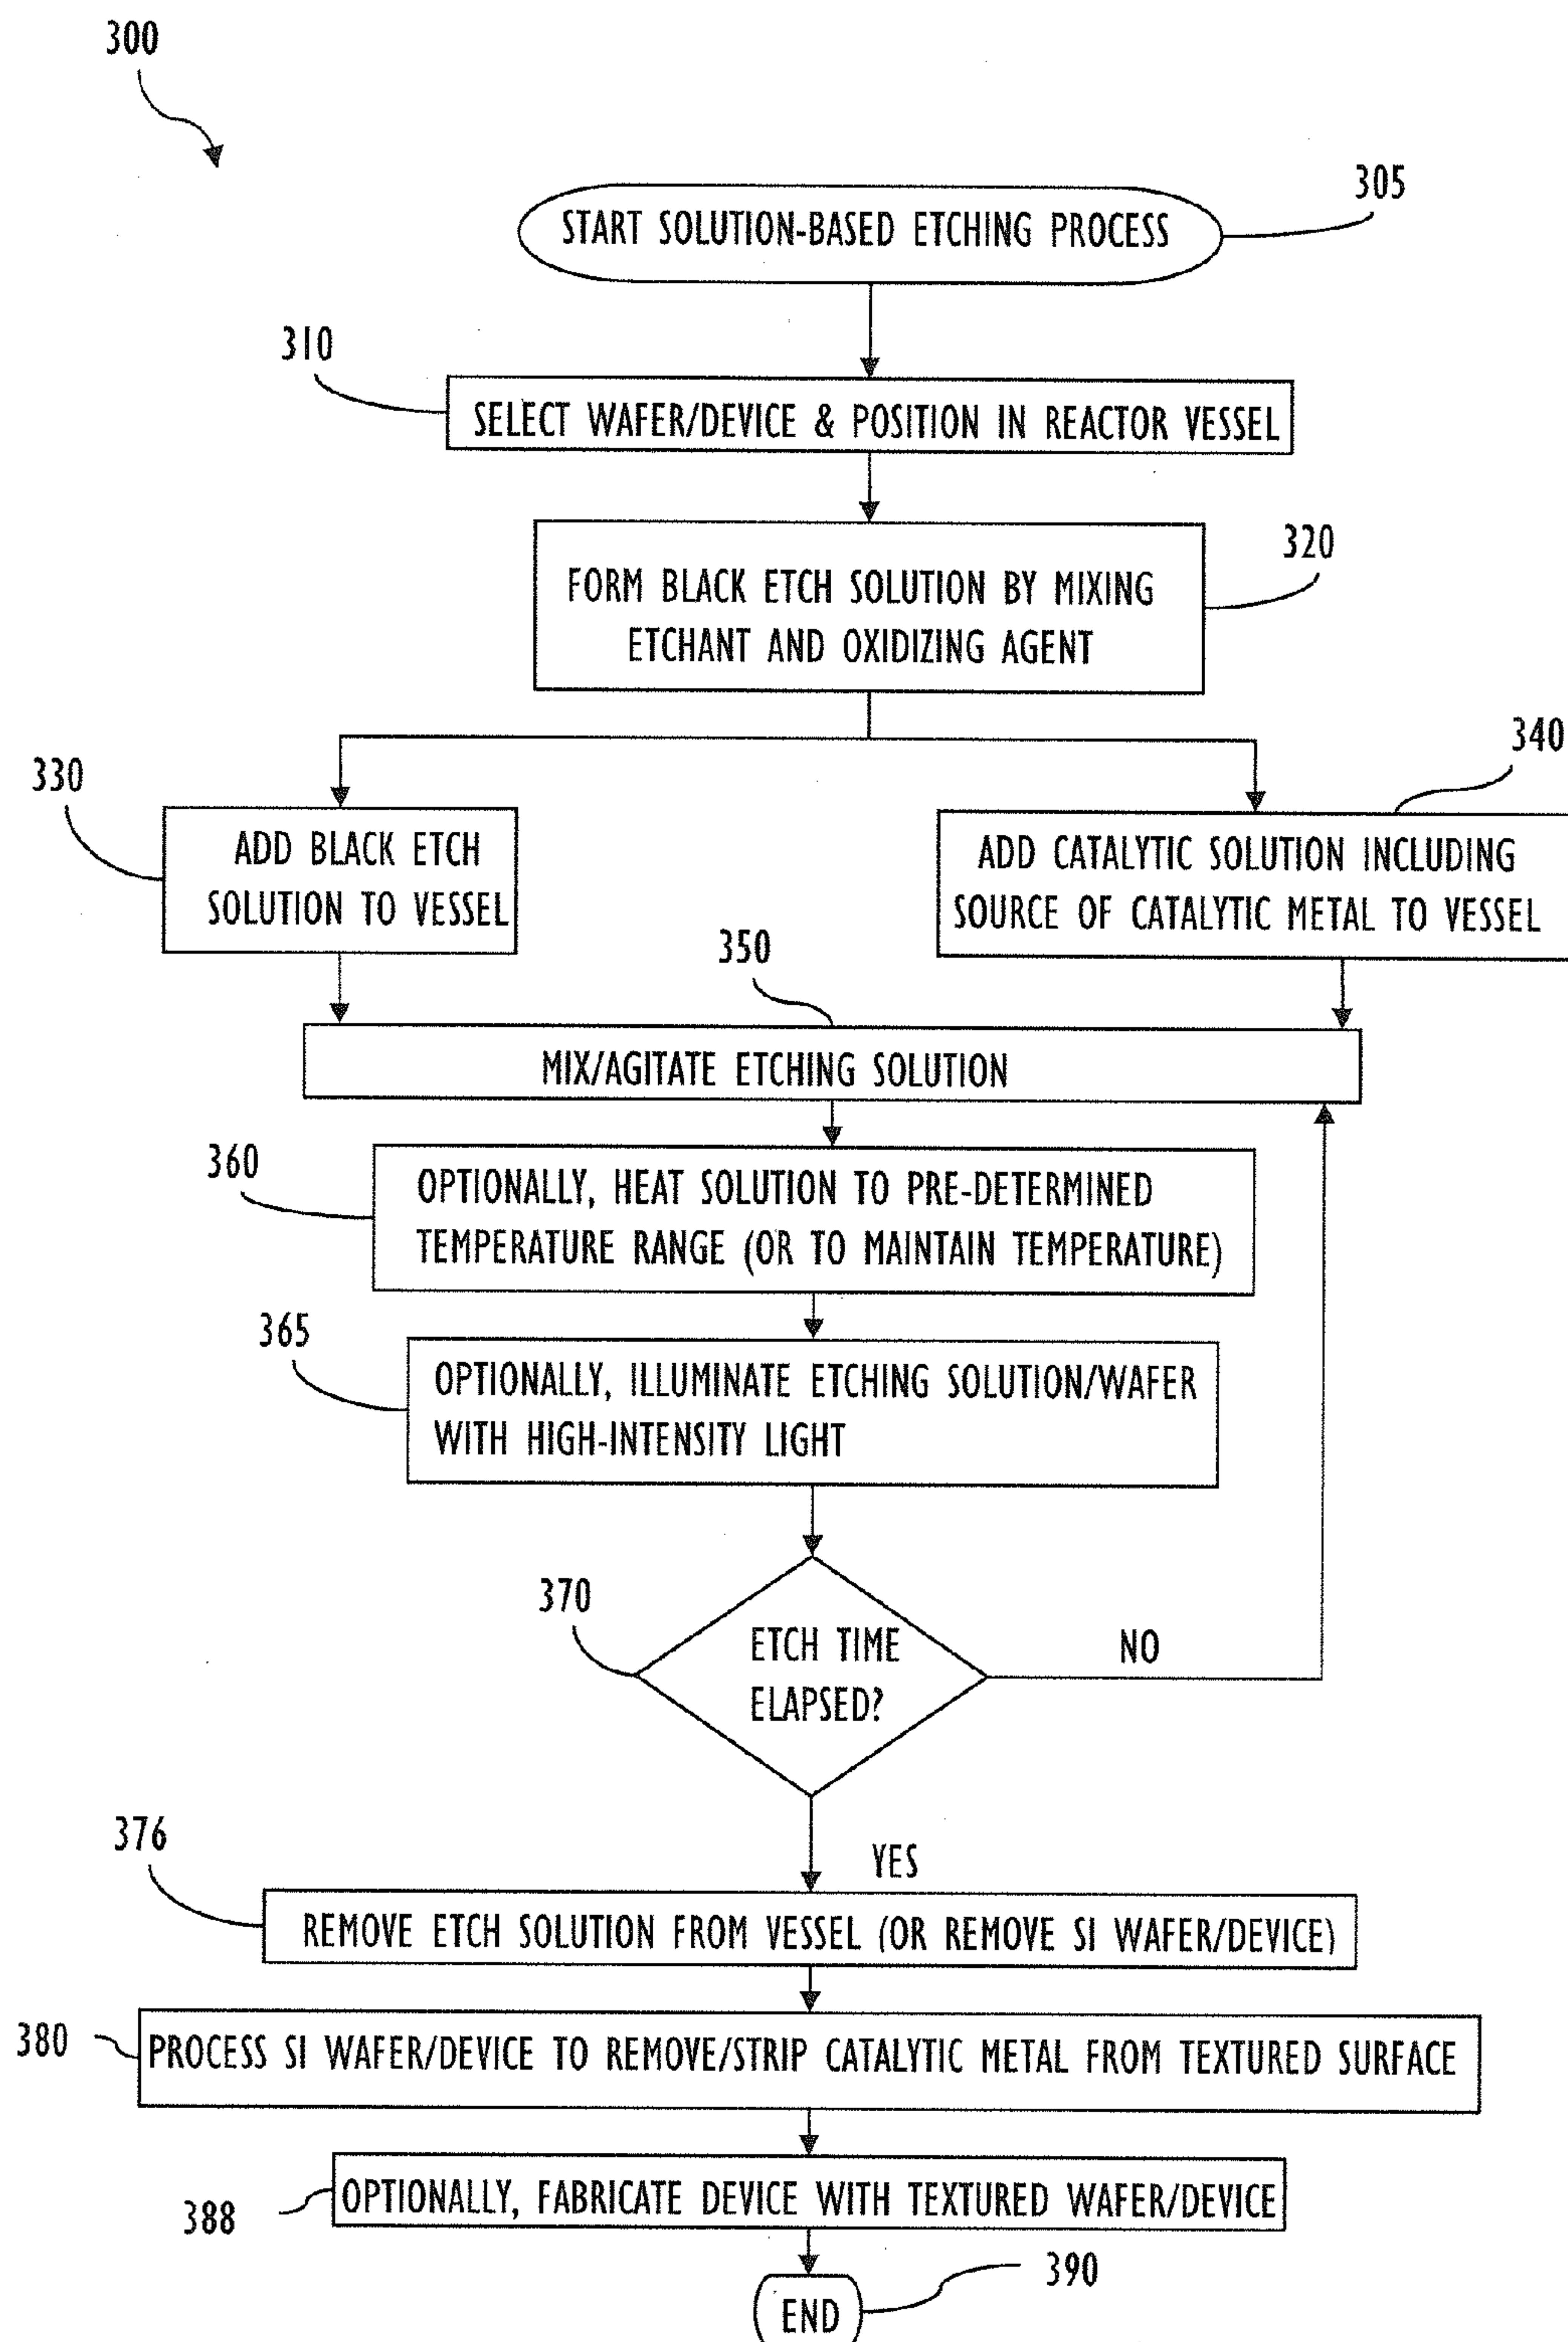 300
305
START SOLUTION-BASED ETCHING PROCESS
310
SELECT WAFER/DEVICE & POSITION IN REACTOR VESSEL
320
FORM BLACK ETCH SOLUTION BY MIXING
ETCHANT AND OXIDIZING AGENT
330
340
ADD BLACK ETCH
SOLUTION TO VESSEL
ADD CATALYTIC SOLUTION INCLUDING
SOURCE OF CATALYTIC METAL TO VESSEL
350
MIX/AGITATE ETCHING SOLUTION
360
OPTIONALLY, HEAT SOLUTION TO PRE-DETERMINED
TEMPERATURE RANGE (OR TO MAINTAIN TEMPERATURE)
365
OPTIONALLY, ILLUMINATE ETCHING SOLUTION/WAFER
WITH HIGH-INTENSITY LIGHT
370
ETCH TIME
ELAPSED?
NO
YES
376
REMOVE ETCH SOLUTION FROM VESSEL (OR REMOVE SI WAFER/DEVICE)
380
PROCESS SI WAFER/DEVICE TO REMOVE/STRIP CATALYTIC METAL FROM TEXTURED SURFACE
388
OPTIONALLY, FABRICATE DEVICE WITH TEXTURED WAFER/DEVICE
390
END